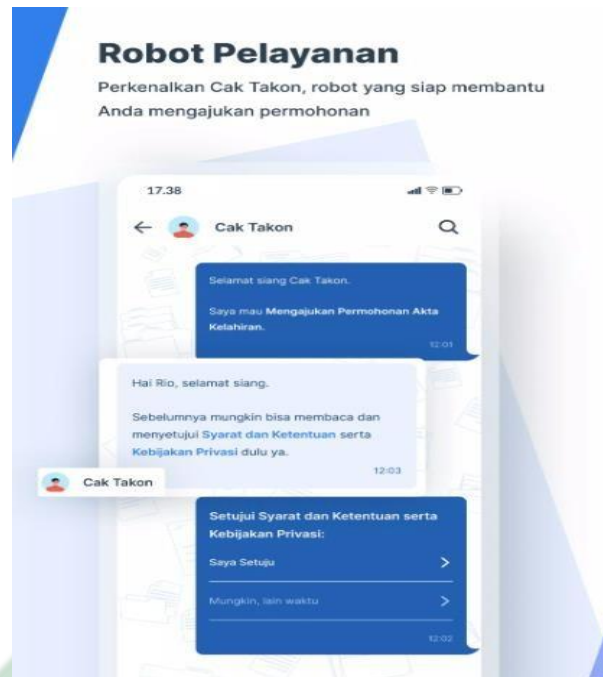 Robot Pelayanan
Perkenalkan Cak Takon, robot yang siap membantu
Anda mengajukan permohonan
17.38
Cak Takon
Selamat siang Cak Takon.
Saya mau Mengajukan Permohonan Akta
Kelahiran.
12:01
Hai Rio, selamat siang.
Sebelumnya mungkin bisa membaca dan
menyetujui Syarat dan Ketentuan serta
Kebijakan Privasi dulu ya.
12:03
Cak Takon
Setujui Syarat dan Ketentuan serta
Kebijakan Privasi:
Saya Setuju
Mungkin, lain waktu
12:02